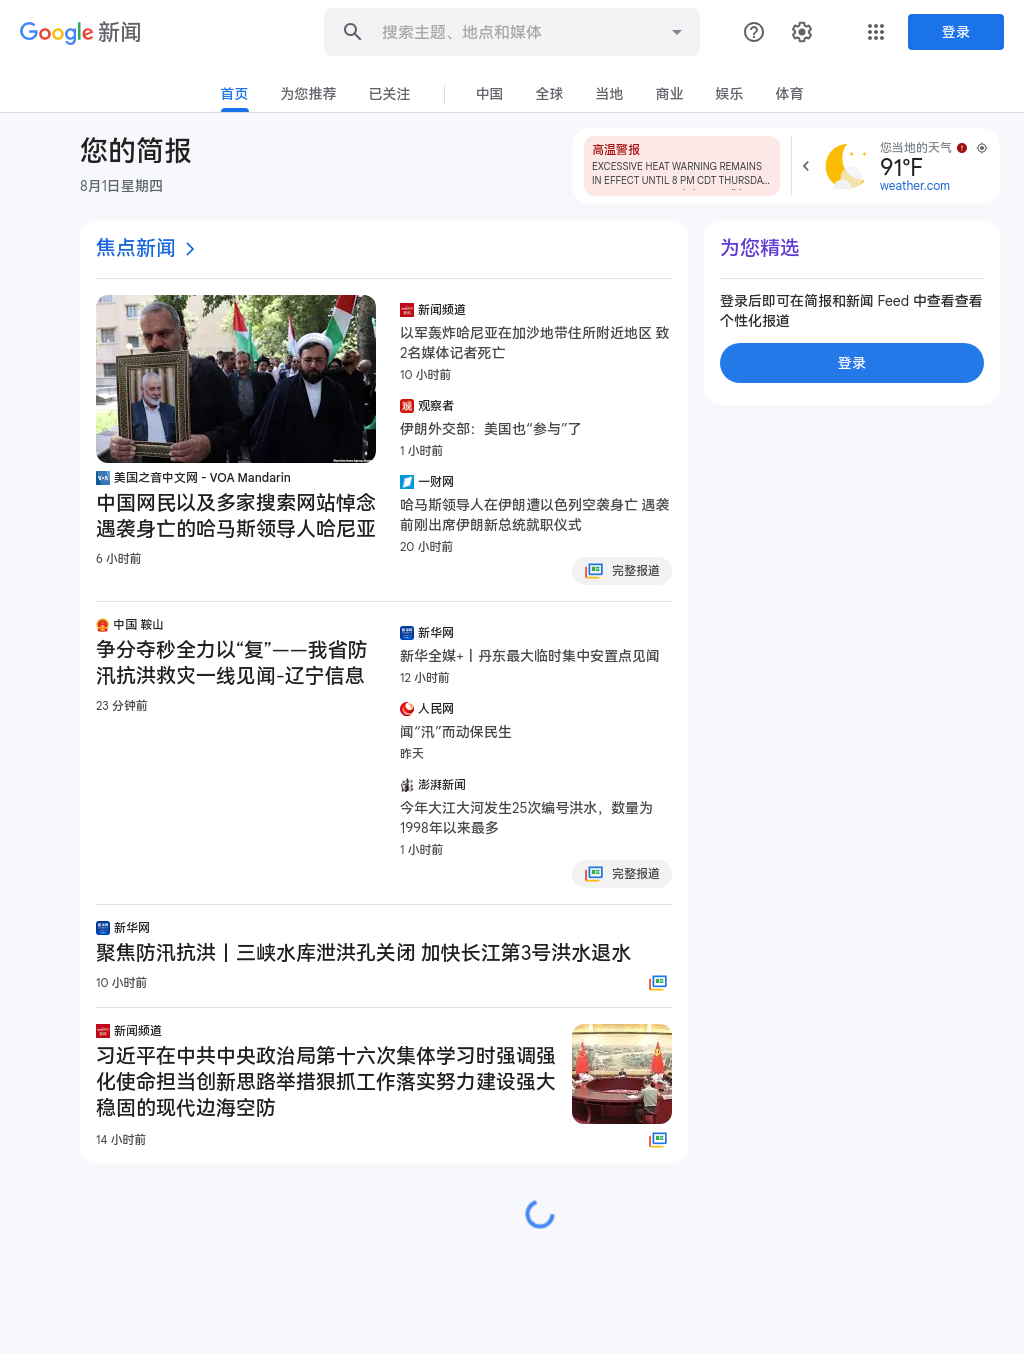 Google 新闻
搜索主题、地点和媒体
登录
首页
为您推荐
已关注
中国
全球
当地
商业
娱乐
体育
您的简报
8月1日星期四
高温警报
EXCESSIVE HEAT WARNING REMAINS
IN EFFECT UNTIL 8 PM CDT THURSDA...
您当地的天气
91°F
weather.com
焦点新闻
美国之音中文网 - VOA Mandarin
中国网民以及多家搜索网站悼念
遇袭身亡的哈马斯领导人哈尼亚
6 小时前
新闻频道
以军轰炸哈尼亚在加沙地带住所附近地区 致
2名媒体记者死亡
10 小时前
观察者
伊朗外交部：美国也“参与”了
1 小时前
一财网
哈马斯领导人在伊朗遭以色列空袭身亡 遇袭
前刚出席伊朗新总统就职仪式
20 小时前
完整报道
中国 鞍山
争分夺秒全力以“复”——我省防
汛抗洪救灾一线见闻-辽宁信息
23 分钟前
新华网
新华全媒+丨丹东最大临时集中安置点见闻
12 小时前
人民网
闻“汛”而动保民生
昨天
澎湃新闻
今年大江大河发生25次编号洪水，数量为
1998年以来最多
1 小时前
完整报道
新华网
聚焦防汛抗洪丨三峡水库泄洪孔关闭 加快长江第3号洪水退水
10 小时前
新闻频道
习近平在中共中央政治局第十六次集体学习时强调强
化使命担当创新思路举措狠抓工作落实努力建设强大
稳固的现代边海空防
14 小时前
为您精选
登录后即可在简报和新闻 Feed 中查看查看
个性化报道
登录